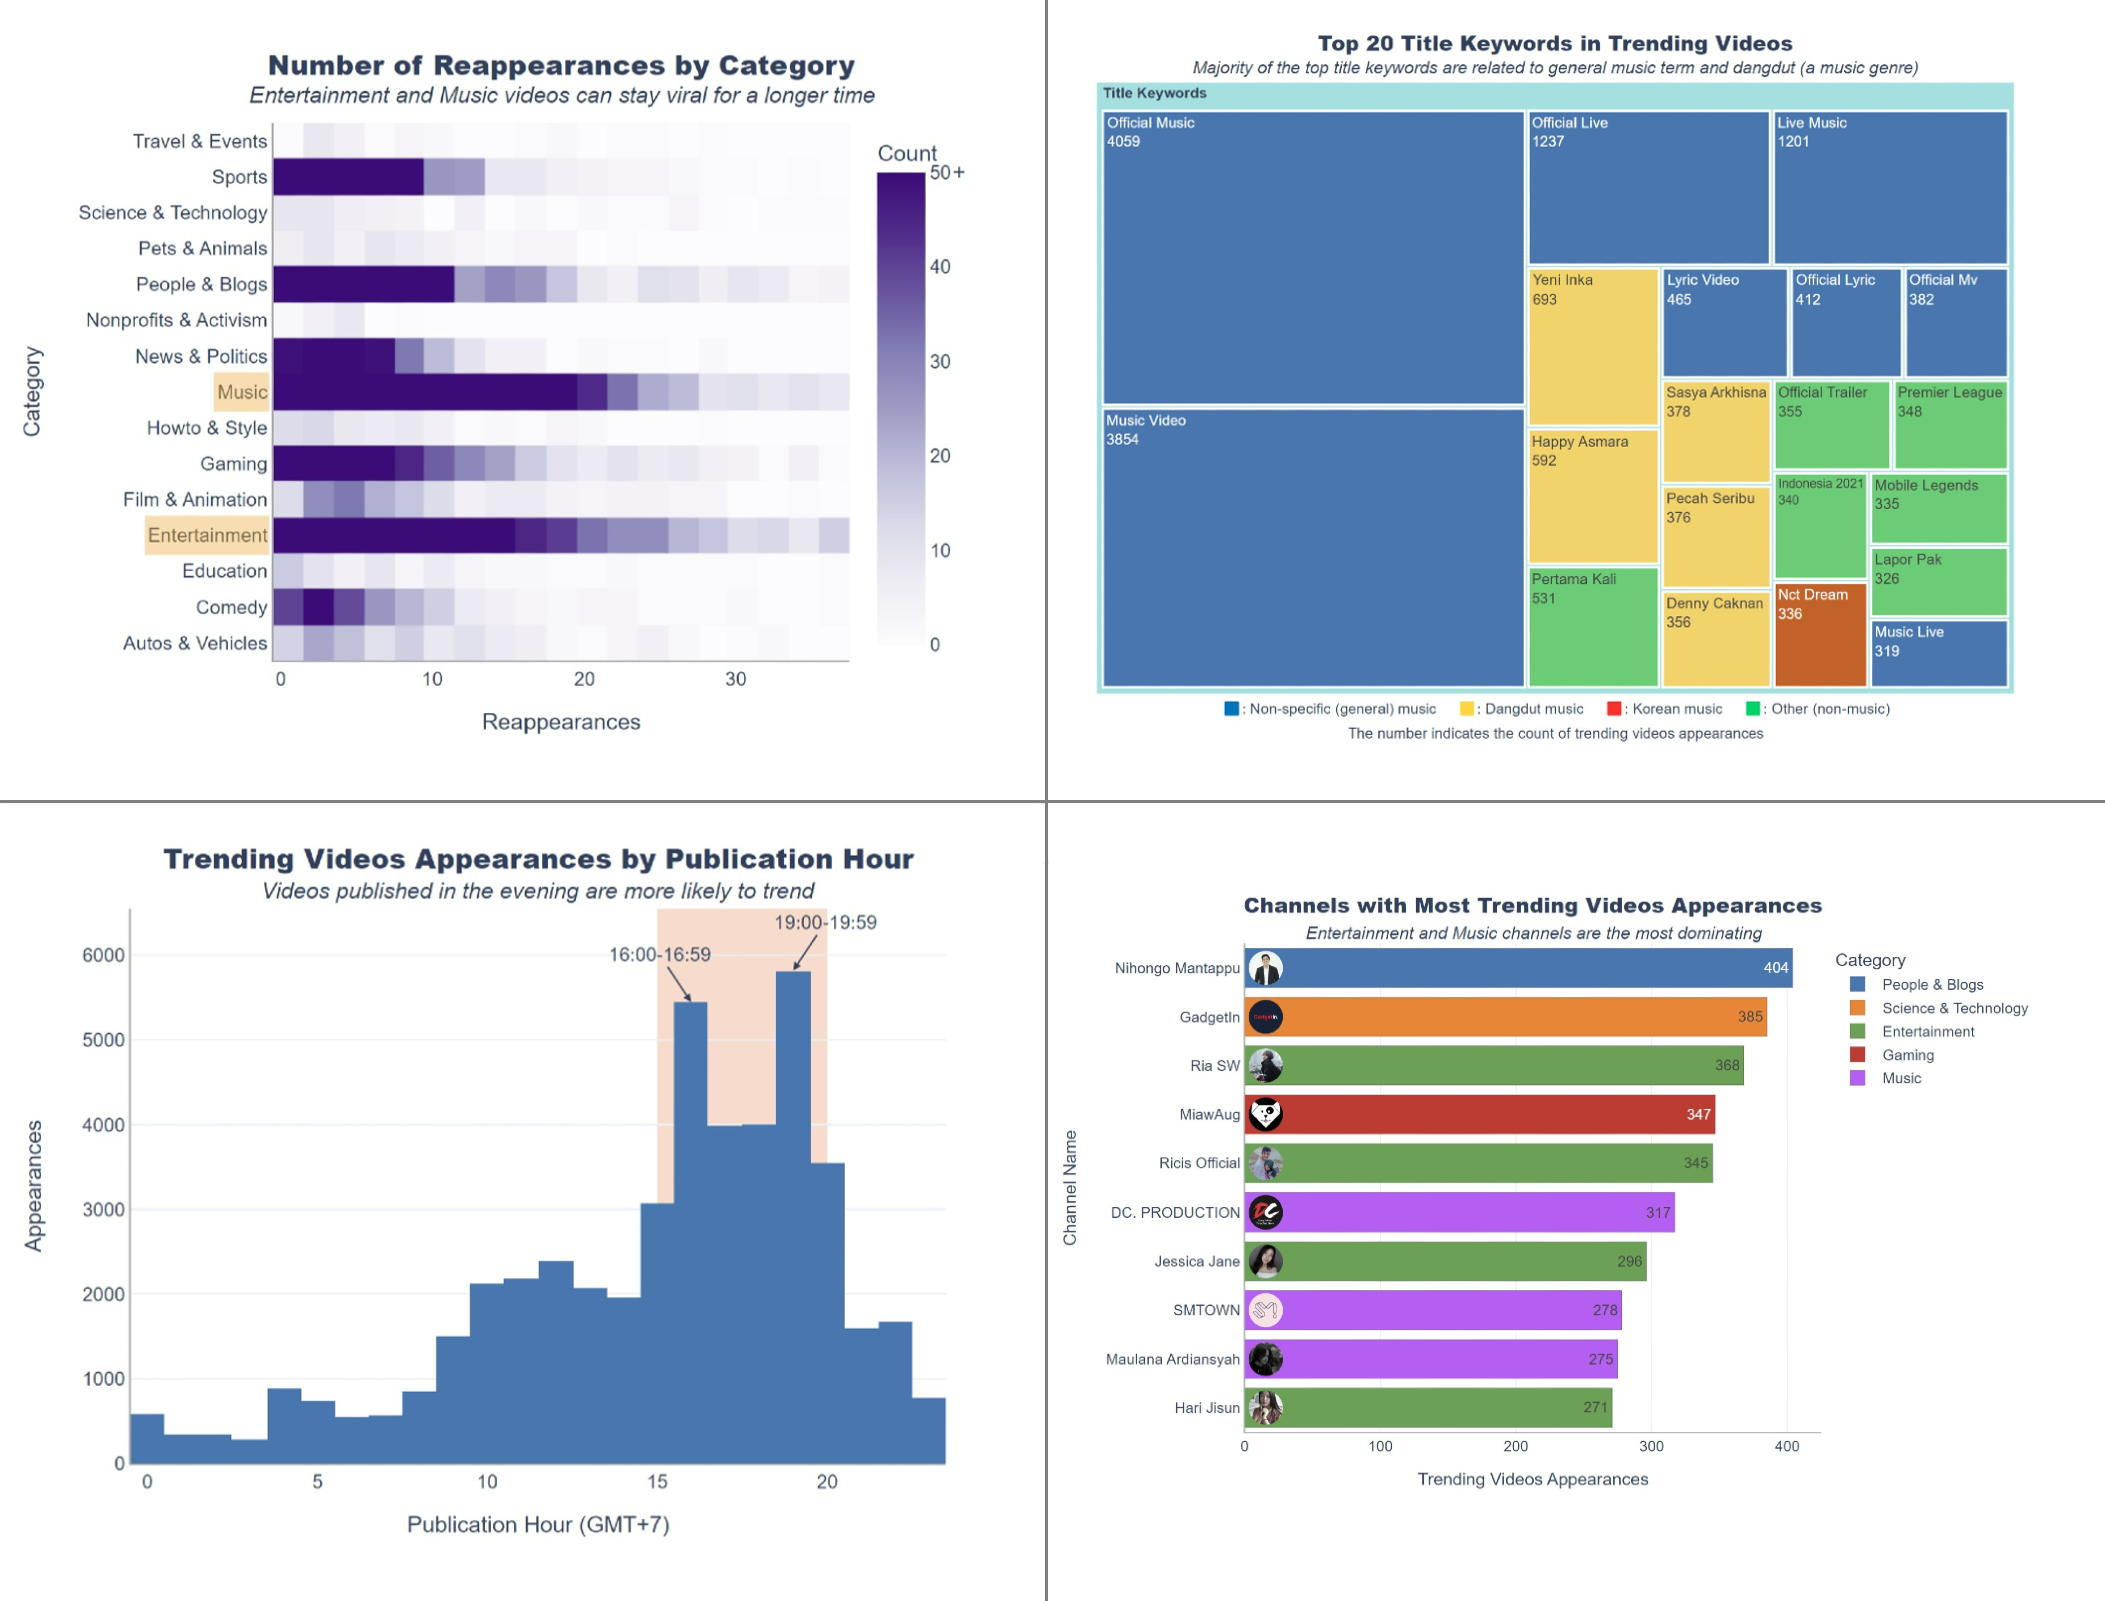 Number of Reappearances by Category
Entertainment and Music videos can stay viral for a longer time
Category
Travel & Events
Sports
Science & Technology
Pets & Animals
People & Blogs
Nonprofits & Activism
News & Politics
Music
Howto & Style
Gaming
Film & Animation
Entertainment
Education
Comedy
Autos & Vehicles
0 10 20 30
Reappearances
Count
50+
40
30
20
10
0
Top 20 Title Keywords in Trending Videos
Majority of the top title keywords are related to general music term and dangdut (a music genre)
Title Keywords
Official Music
4059
Music Video
3854
Official Live
1237
Live Music
1201
Yeni Inka
693
Happy Asmara
592
Pertama Kali
531
Lyric Video
465
Official Lyric
412
Official Mv
382
Sasya Arkhisna
378
Pecah Seribu
376
Denny Caknan
356
Official Trailer
355
Premier League
348
Indonesia 2021
340
Nct Dream
336
Mobile Legends
335
Lapor Pak
326
Music Live
319
: Non-specific (general) music : Dangdut music : Korean music : Other (non-music)
The number indicates the count of trending videos appearances
Trending Videos Appearances by Publication Hour
Videos published in the evening are more likely to trend
19:00-19:59
16:00-16:59
Appearances
6000
5000
4000
3000
2000
1000
0
0 5 10 15 20
Publication Hour (GMT+7)
Channels with Most Trending Videos Appearances
Entertainment and Music channels are the most dominating
Channel Name
Nihongo Mantappu 404
GadgetIn 385
Ria SW 368
MiawAug 347
Ricis Official 345
DC. PRODUCTION 317
Jessica Jane 296
SMTOWN 278
Maulana Ardiansyah 275
Hari Jisun 271
0 100 200 300 400
Trending Videos Appearances
Category
People & Blogs
Science & Technology
Entertainment
Gaming
Music